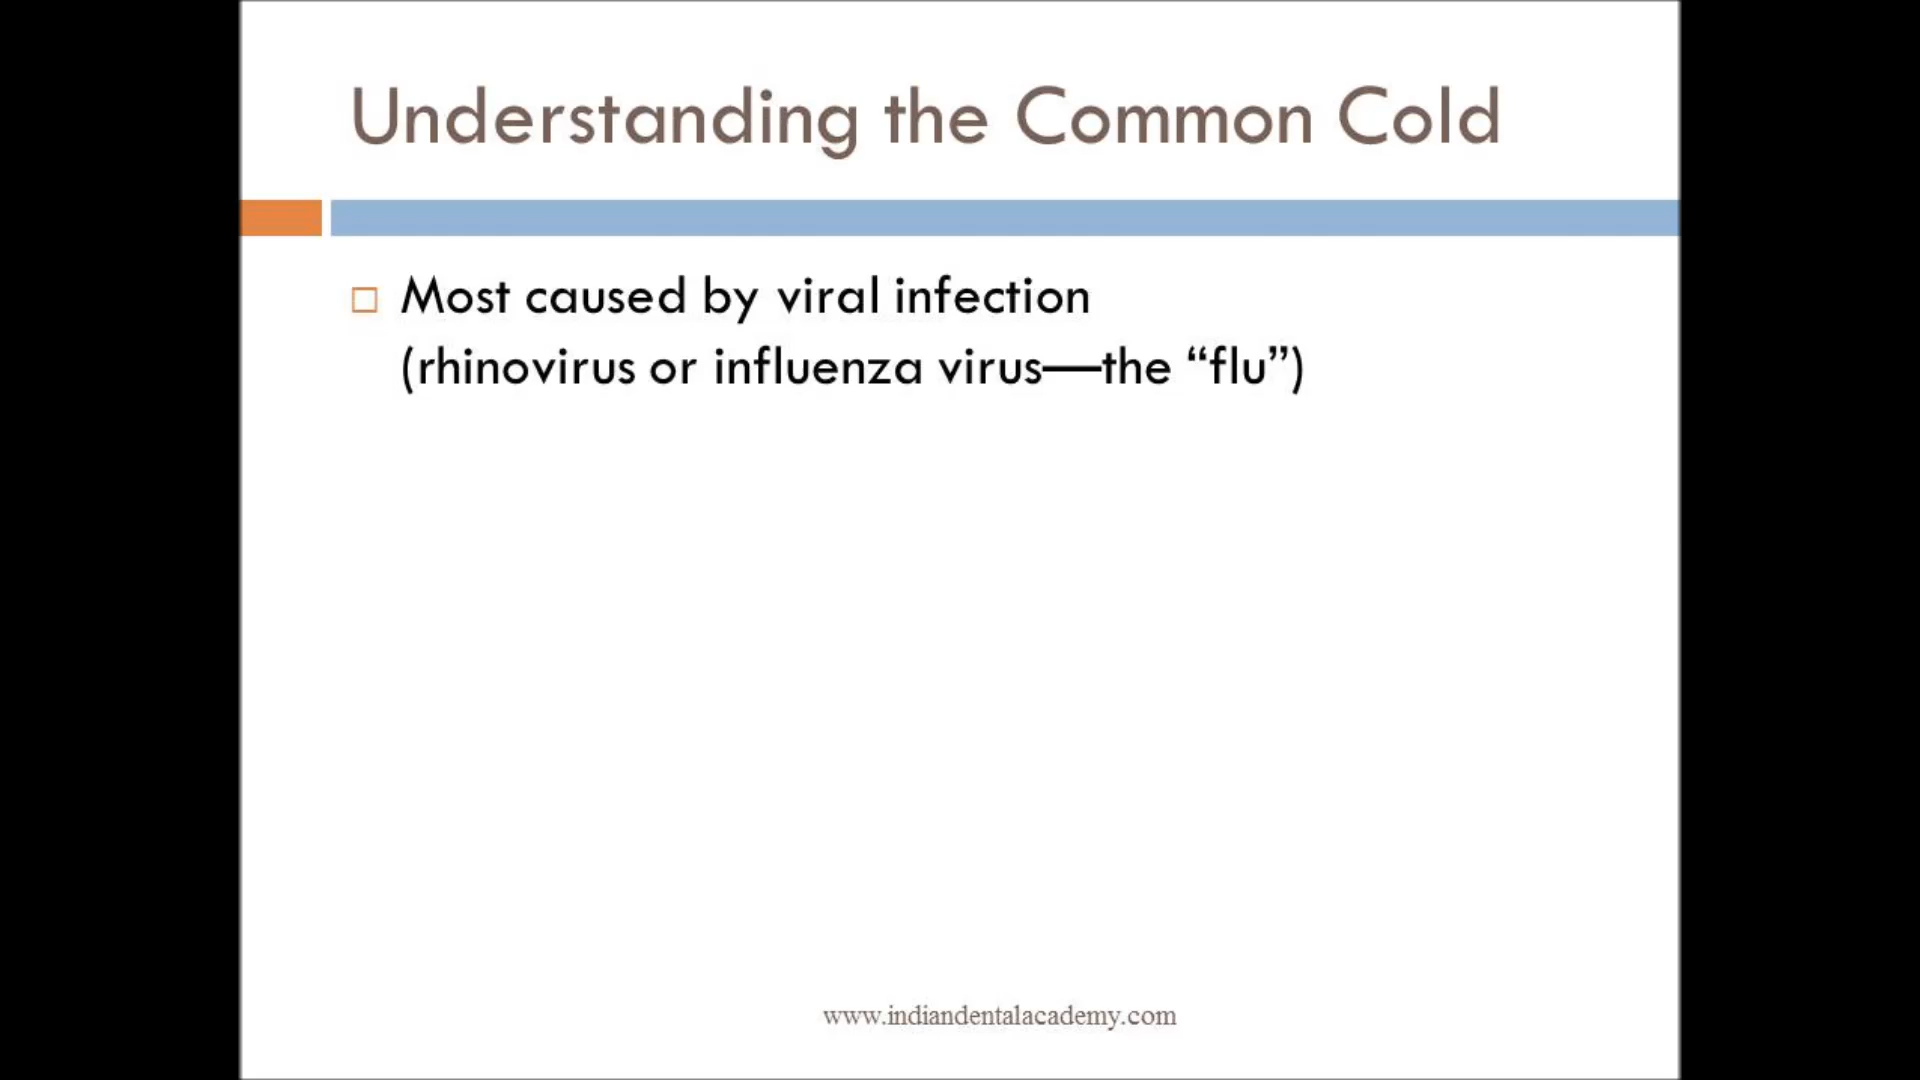 Understanding the Common Cold
Most caused by viral infection
(rhinovirus or influenza virus—the “flu”)
www.indiandentalacademy.com